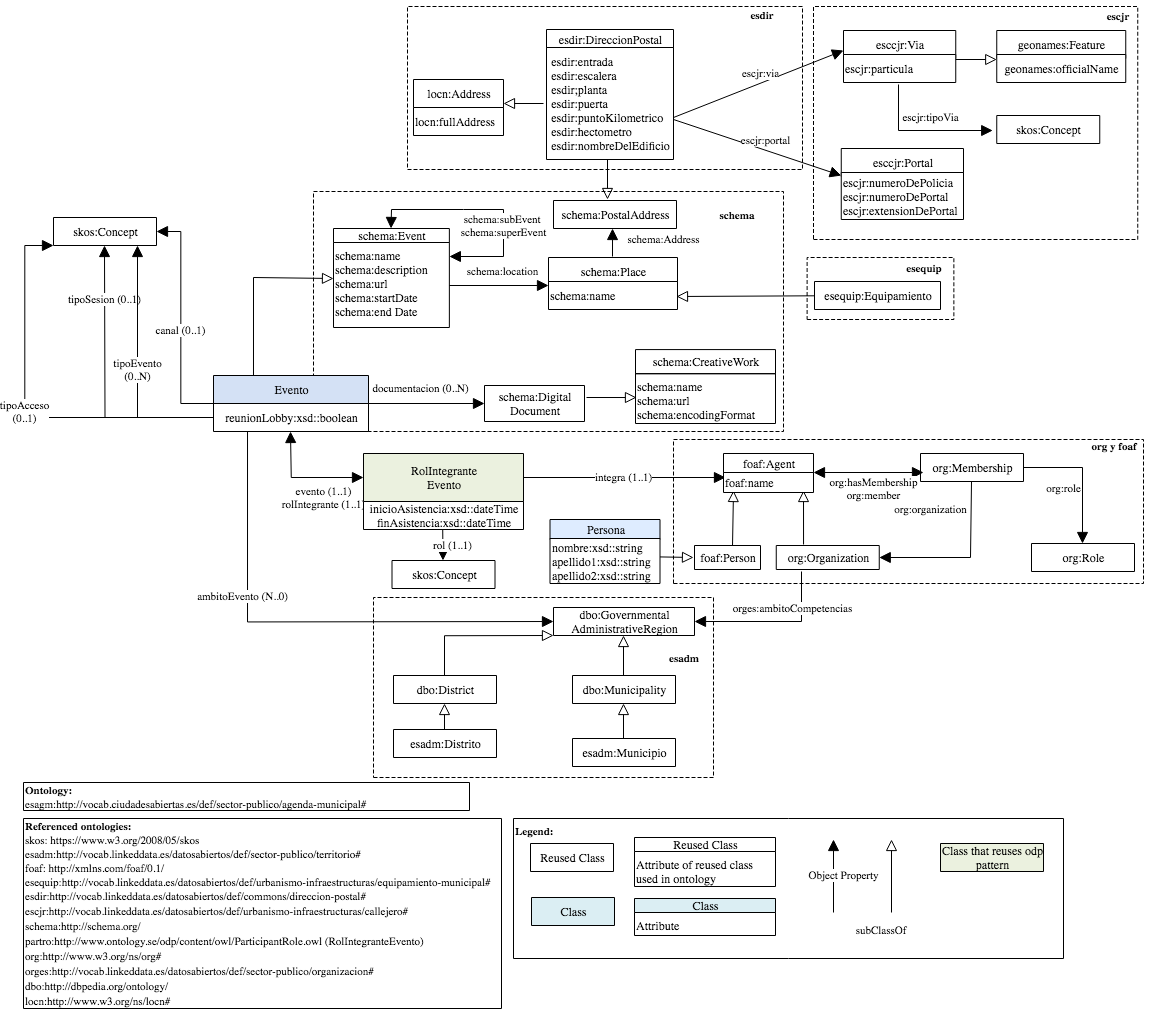 esdir
escjr
esdir:DireccionPostal
esdir:entrada
esdir:escalera
esdir;planta
esdir:puerta
esdir:puntoKilometrico
esdir:hectometro
esdir:nombreDelEdificio
locn:Address
locn:fullAddress
escjr:via
escjr:portal
esccjr:Via
escjr:particula
geonames:Feature
geonames:officialName
escjr:tipoVia
skos:Concept
esccjr:Portal
escjr:numeroDePolicia
escjr:numeroDePortal
escjr:extensionDePortal
schema
schema:PostalAddress
schema:Address
schema:subEvent
schema:superEvent
schema:Event
schema:name
schema:description
schema:url
schema:startDate
schema:end Date
schema:location
schema:Place
schema:name
esequip
esequip:Equipamiento
skos:Concept
tipoSesion (0..1)
canal (0..1)
tipoEvento
(0..N)
tipoAcceso
(0..1)
Evento
reunionLobby:xsd::boolean
documentacion (0..N)
schema:Digital
Document
schema:CreativeWork
schema:name
schema:url
schema:encodingFormat
evento (1..1)
rolIntegrante (1..1)
RolIntegrante
Evento
inicioAsistencia:xsd::dateTime
finAsistencia:xsd::dateTime
rol (1..1)
skos:Concept
integra (1..1)
org y foaf
foaf:Agent
foaf:name
org:hasMembership
org:member
org:Membership
org:organization
org:role
Persona
nombre:xsd::string
apellido1:xsd::string
apellido2:xsd::string
foaf:Person
org:Organization
org:Role
ambitoEvento (N..0)
orges:ambitoCompetencias
dbo:Governmental
AdministrativeRegion
esadm
dbo:District
dbo:Municipality
esadm:Distrito
esadm:Municipio
Ontology:
esagm:http://vocab.ciudadesabiertas.es/def/sector-publico/agenda-municipal#
Referenced ontologies:
skos: https://www.w3.org/2008/05/skos
esadm:http://vocab.linkeddata.es/datosabiertos/def/sector-publico/territorio#
foaf: http://xmlns.com/foaf/0.1/
esequip:http://vocab.linkeddata.es/datosabiertos/def/urbanismo-infraestructuras/equipamiento-municipal#
esdir:http://vocab.linkeddata.es/datosabiertos/def/commons/direccion-postal#
escjr:http://vocab.linkeddata.es/datosabiertos/def/urbanismo-infraestructuras/callejero#
schema:http://schema.org/
partro:http://www.ontology.se/odp/content/owl/ParticipantRole.owl (RolIntegranteEvento)
org:http://www.w3.org/ns/org#
orges:http://vocab.linkeddata.es/datosabiertos/def/sector-publico/organizacion#
dbo:http://dbpedia.org/ontology/
locn:http://www.w3.org/ns/locn#
Legend:
Reused Class
Reused Class
Attribute of reused class
used in ontology
Class
Class
Attribute
Object Property
subClassOf
Class that reuses odp
pattern